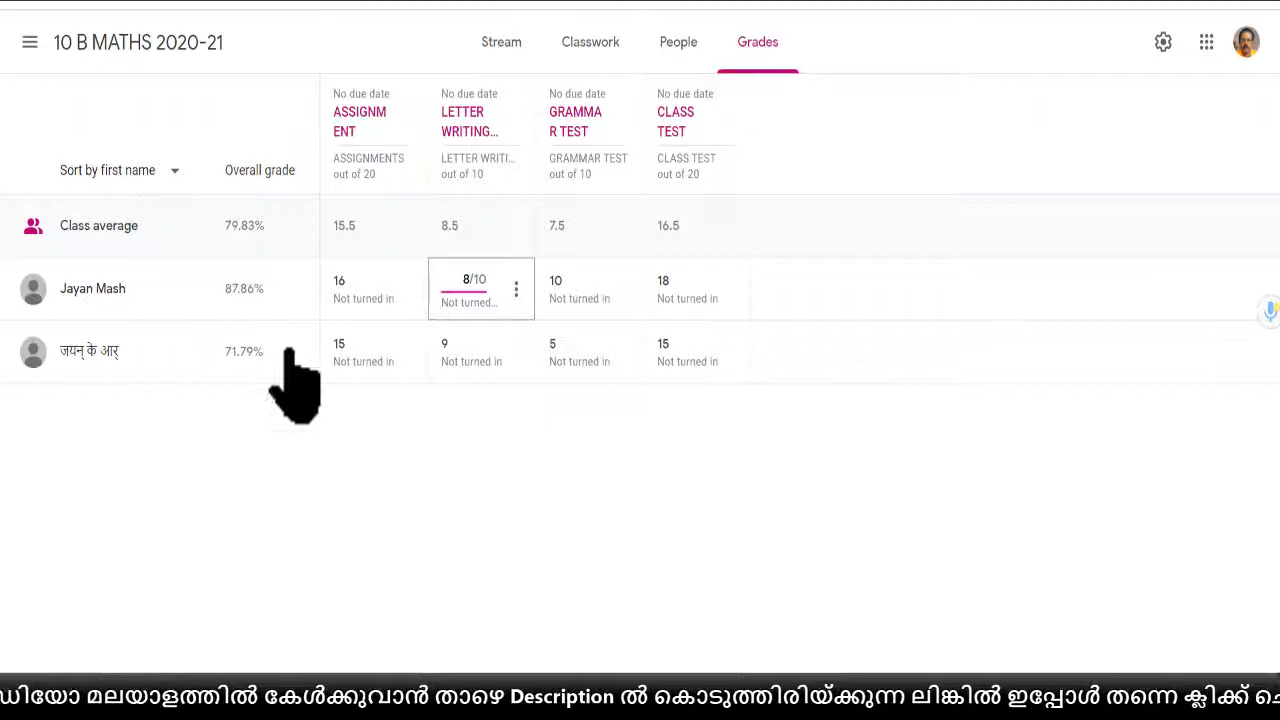 10 B MATHS 2020-21
Stream
Classwork
People
Grades
No due date
ASSIGNM
ENT
ASSIGNMENTS
out of 20
No due date
LETTER
WRITING...
LETTER WRITI...
out of 10
No due date
GRAMMA
R TEST
GRAMMAR TEST
out of 10
No due date
CLASS
TEST
CLASS TEST
out of 20
Sort by first name
Overall grade
Class average 79.83% 15.5 8.5 7.5 16.5
Jayan Mash 87.86% 16 8/10 10 18
Not turned in Not turned... Not turned in Not turned in
जयन् के आर् 71.79% 15 9 5 15
Not turned in Not turned in Not turned in Not turned in
ഡിയോ മലയാളത്തിൽ കേൾക്കുവാൻ താഴെ Description ൽ കൊടുത്തിരിയ്ക്കുന്ന ലിങ്കിൽ ഇപ്പോൾ തന്നെ ക്ലിക്ക്